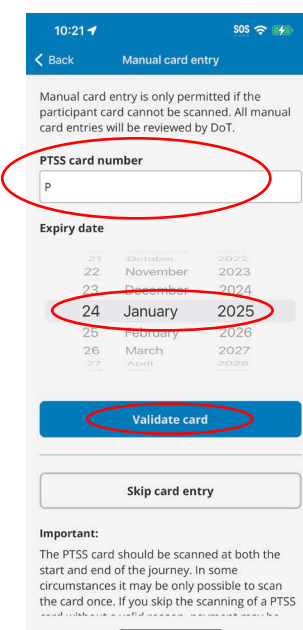 10:21 SOS
Back Manual card entry
Manual card entry is only permitted if the
participant card cannot be scanned. All manual
card entries will be reviewed by DoT.
PTSS card number
P
Expiry date
21 October 2022
22 November 2023
23 December 2024
24 January 2025
25 February 2026
26 March 2027
27 April 2028
Validate card
Skip card entry
Important:
The PTSS card should be scanned at both the
start and end of the journey. In some
circumstances it may be only possible to scan
the card once. If you skip the scanning of a PTSS
card without a valid reason, payment may be